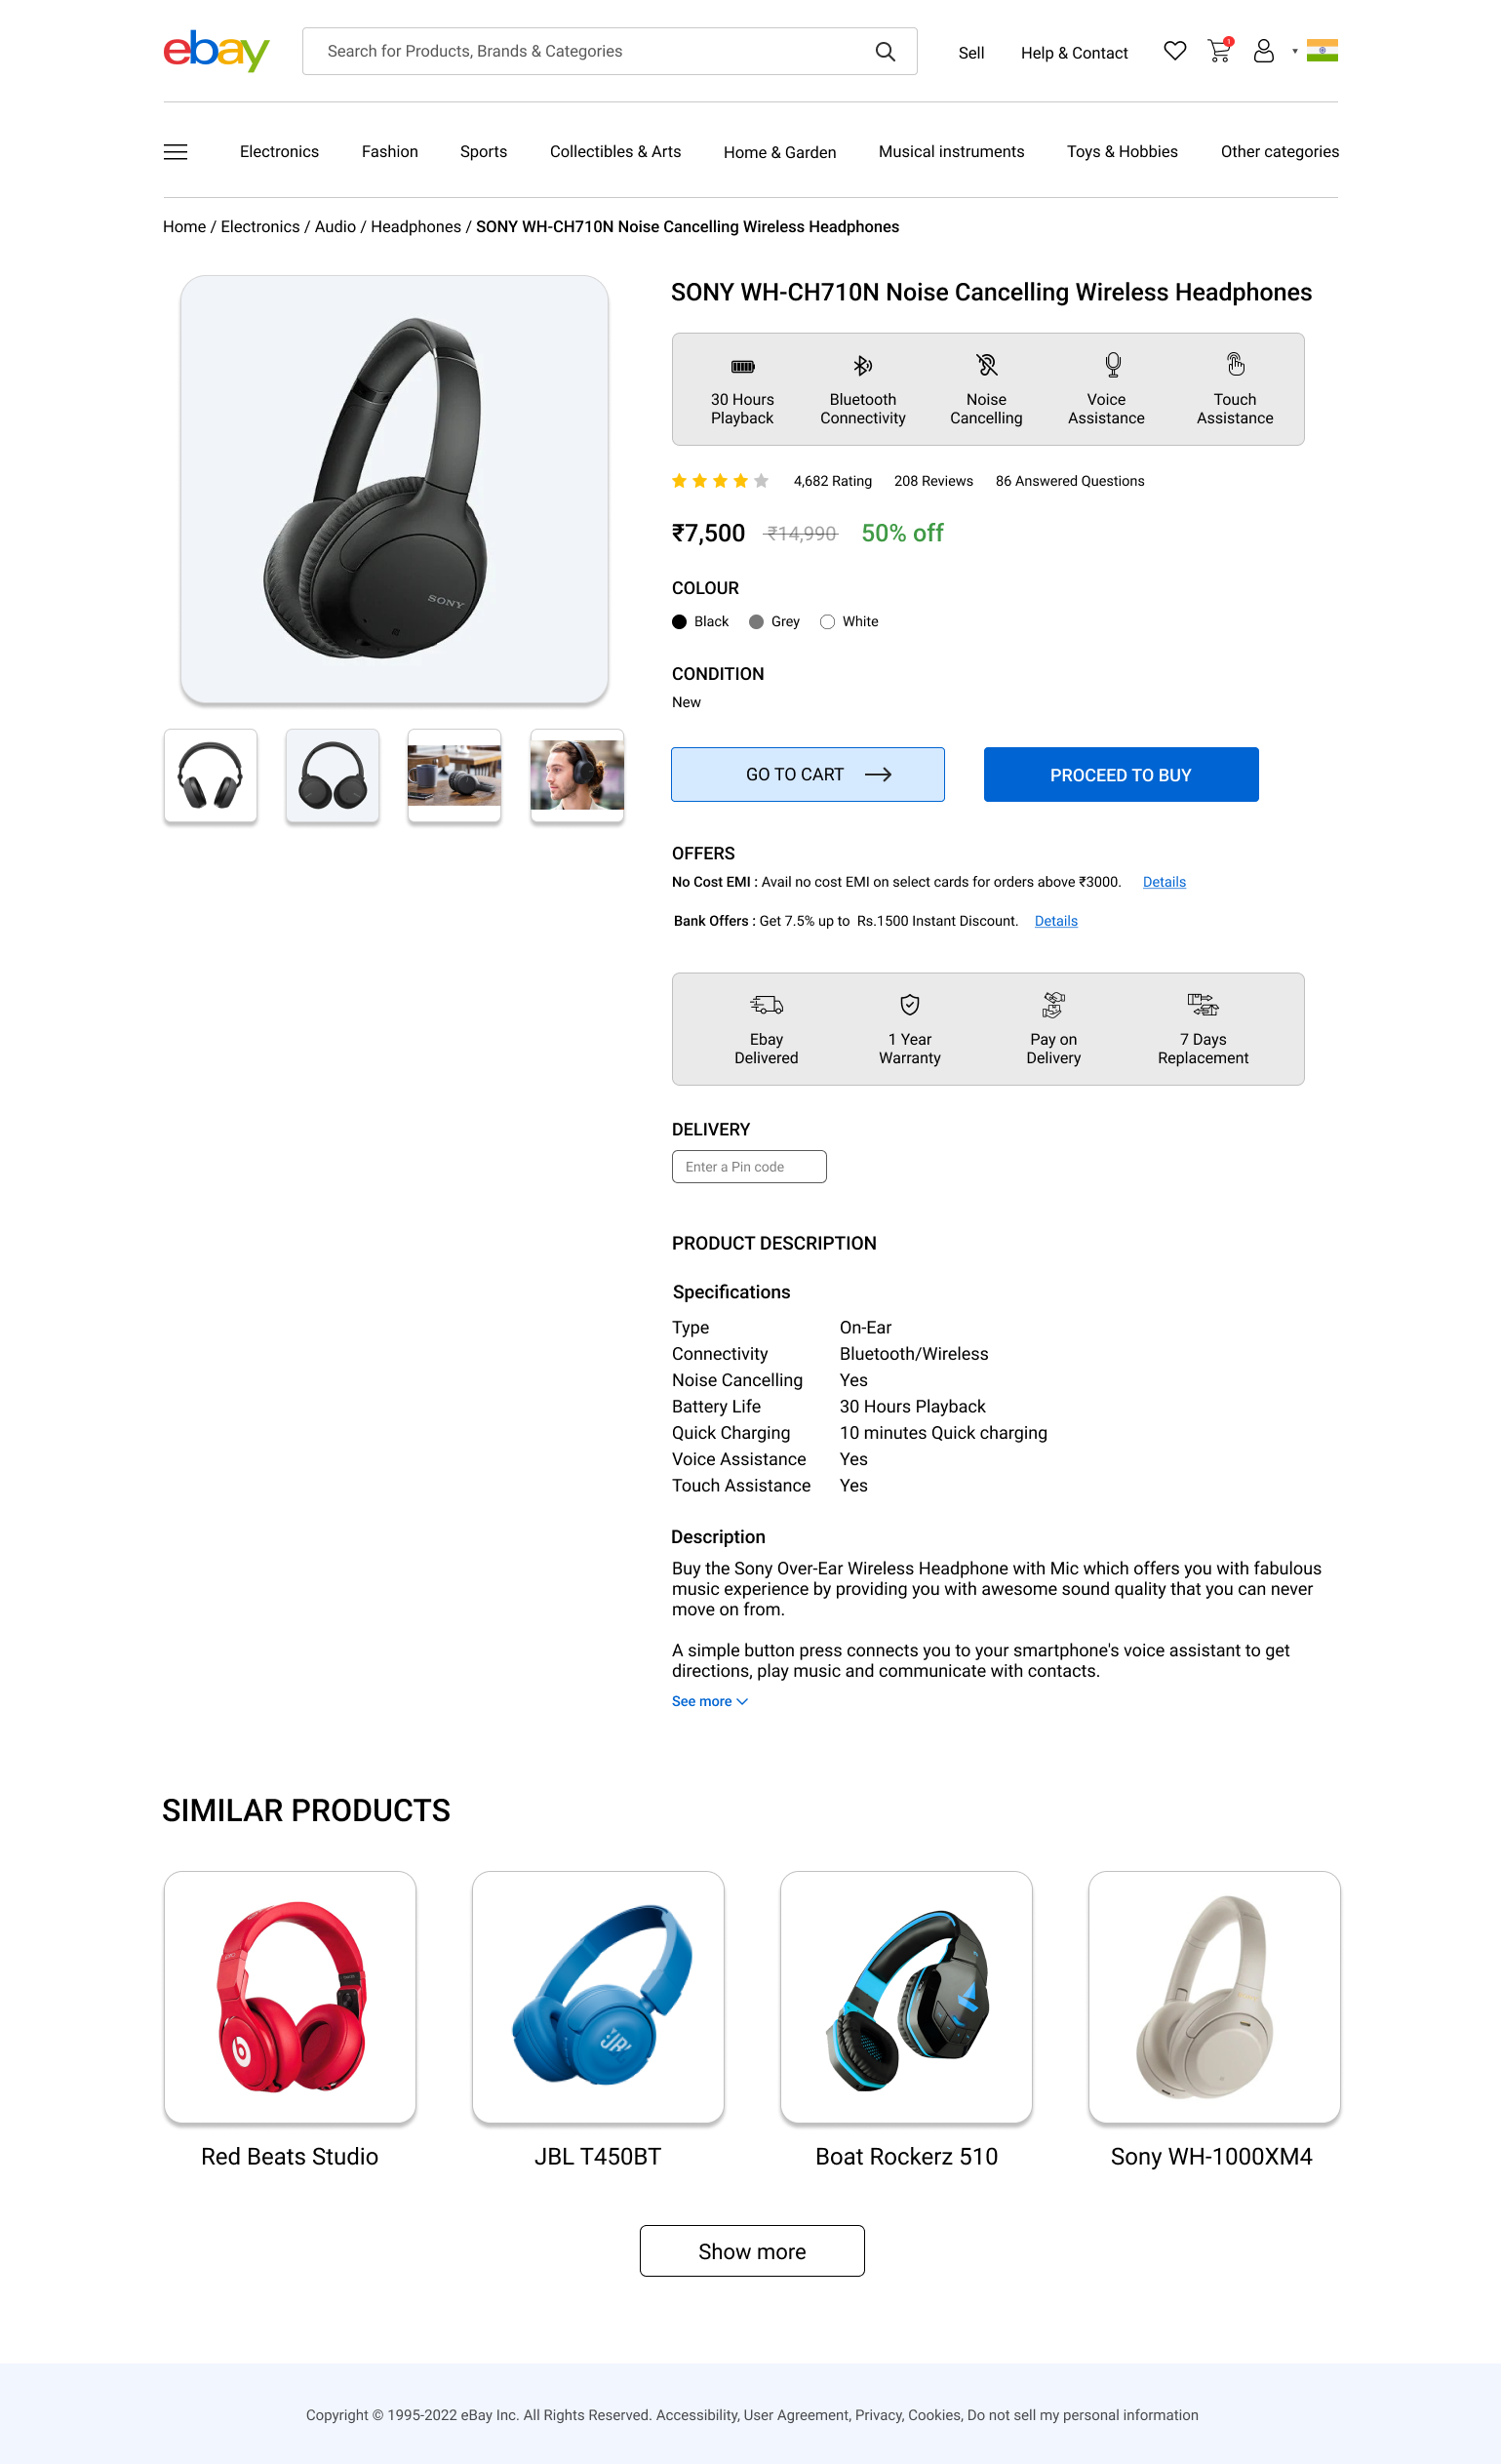 ebay
Search for Products, Brands & Categories
Sell
Help & Contact
1
Electronics
Fashion
Sports
Collectibles & Arts
Home & Garden
Musical instruments
Toys & Hobbies
Other categories
Home / Electronics / Audio / Headphones / SONY WH-CH710N Noise Cancelling Wireless Headphones
SONY
SONY WH-CH710N Noise Cancelling Wireless Headphones
30 Hours
Playback
Bluetooth
Connectivity
Noise
Cancelling
Voice
Assistance
Touch
Assistance
4,682 Rating
208 Reviews
86 Answered Questions
₹7,500
₹14,990
50% off
COLOUR
Black
Grey
White
CONDITION
New
GO TO CART
PROCEED TO BUY
OFFERS
No Cost EMI : Avail no cost EMI on select cards for orders above ₹3000.
Details
Bank Offers : Get 7.5% up to Rs.1500 Instant Discount.
Details
Ebay
Delivered
1 Year
Warranty
Pay on
Delivery
7 Days
Replacement
DELIVERY
Enter a Pin code
PRODUCT DESCRIPTION
Specifications
Type On-Ear
Connectivity Bluetooth/Wireless
Noise Cancelling Yes
Battery Life 30 Hours Playback
Quick Charging 10 minutes Quick charging
Voice Assistance Yes
Touch Assistance Yes
Description
Buy the Sony Over-Ear Wireless Headphone with Mic which offers you with fabulous
music experience by providing you with awesome sound quality that you can never
move on from.
A simple button press connects you to your smartphone's voice assistant to get
directions, play music and communicate with contacts.
See more
SIMILAR PRODUCTS
b
JBL
Red Beats Studio
JBL T450BT
Boat Rockerz 510
Sony WH-1000XM4
Show more
Copyright © 1995-2022 eBay Inc. All Rights Reserved. Accessibility, User Agreement, Privacy, Cookies, Do not sell my personal information